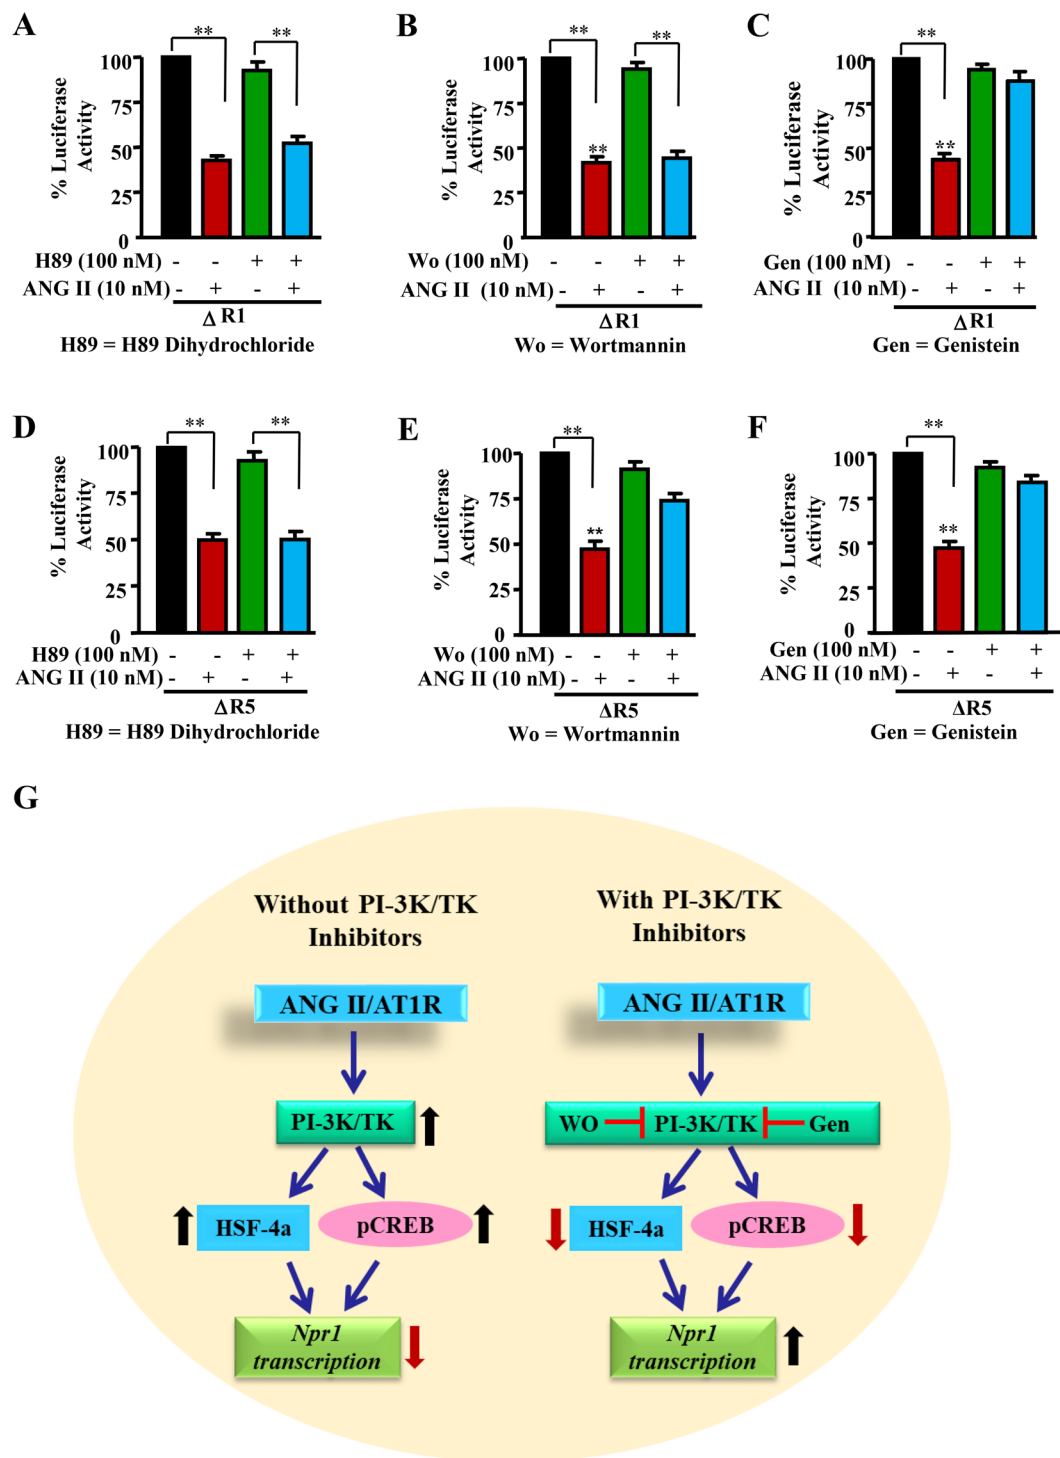 A
**
**
100
75
50
25
0
% Luciferase
Activity
H89 (100 nM) - - + +
ANG II (10 nM) - + - +
Δ R1
H89 = H89 Dihydrochloride
B
**
**
100
75
50
25
0
% Luciferase
Activity
**
Wo (100 nM) - - + +
ANG II (10 nM) - + - +
ΔR1
Wo = Wortmannin
C
**
100
75
50
25
0
% Luciferase
Activity
**
Gen (100 nM) - - + +
ANG II (10 nM) - + - +
ΔR1
Gen = Genistein
D
**
**
100
75
50
25
0
% Luciferase
Activity
H89 (100 nM) - - + +
ANG II (10 nM) - + - +
ΔR5
H89 = H89 Dihydrochloride
E
**
100
75
50
25
0
% Luciferase
Activity
**
Wo (100 nM) - - + +
ANG II (10 nM) - + - +
ΔR5
Wo = Wortmannin
F
**
100
75
50
25
0
% Luciferase
Activity
**
Gen (100 nM) - - + +
ANG II (10 nM) - + - +
ΔR5
Gen = Genistein
G
Without PI-3K/TK
Inhibitors
ANG II/AT1R
PI-3K/TK
HSF-4a
pCREB
Npr1
transcription
With PI-3K/TK
Inhibitors
ANG II/AT1R
WO PI-3K/TK Gen
HSF-4a
pCREB
Npr1
transcription